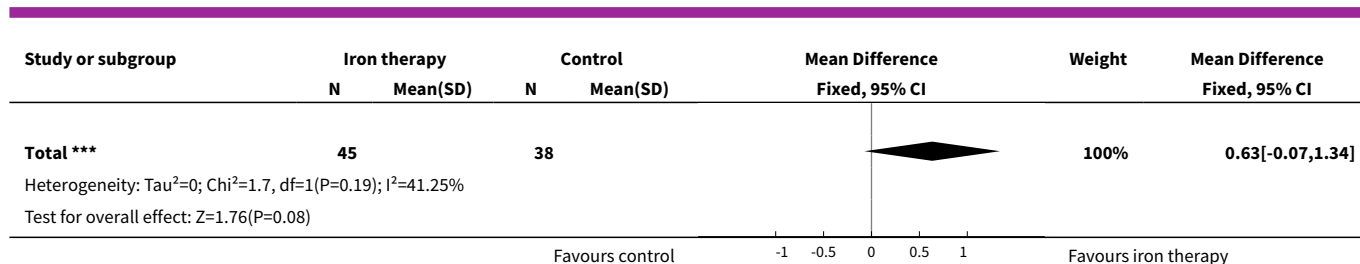 Study or subgroup Iron therapy Control Mean Difference Weight Mean Difference
N Mean(SD) N Mean(SD) Fixed, 95% CI Fixed, 95% CI
Total *** 45 38 100% 0.63[-0.07,1.34]
Heterogeneity: Tau²=0; Chi²=1.7, df=1(P=0.19); I²=41.25%
Test for overall effect: Z=1.76(P=0.08)
Favours control -1 -0.5 0 0.5 1 Favours iron therapy